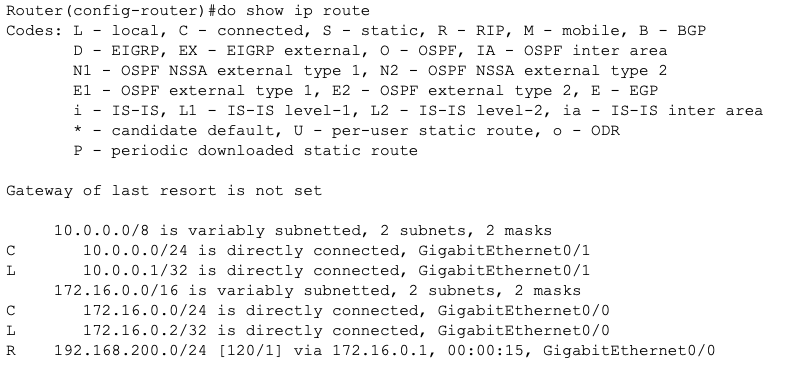 Router(config-router)#do show ip route
Codes: L - local, C - connected, S - static, R - RIP, M - mobile, B - BGP
       D - EIGRP, EX - EIGRP external, O - OSPF, IA - OSPF inter area
       N1 - OSPF NSSA external type 1, N2 - OSPF NSSA external type 2
       E1 - OSPF external type 1, E2 - OSPF external type 2, E - EGP
       i - IS-IS, L1 - IS-IS level-1, L2 - IS-IS level-2, ia - IS-IS inter area
       * - candidate default, U - per-user static route, o - ODR
       P - periodic downloaded static route

Gateway of last resort is not set

     10.0.0.0/8 is variably subnetted, 2 subnets, 2 masks
C       10.0.0.0/24 is directly connected, GigabitEthernet0/1
L       10.0.0.1/32 is directly connected, GigabitEthernet0/1
     172.16.0.0/16 is variably subnetted, 2 subnets, 2 masks
C       172.16.0.0/24 is directly connected, GigabitEthernet0/0
L       172.16.0.2/32 is directly connected, GigabitEthernet0/0
R    192.168.200.0/24 [120/1] via 172.16.0.1, 00:00:15, GigabitEthernet0/0